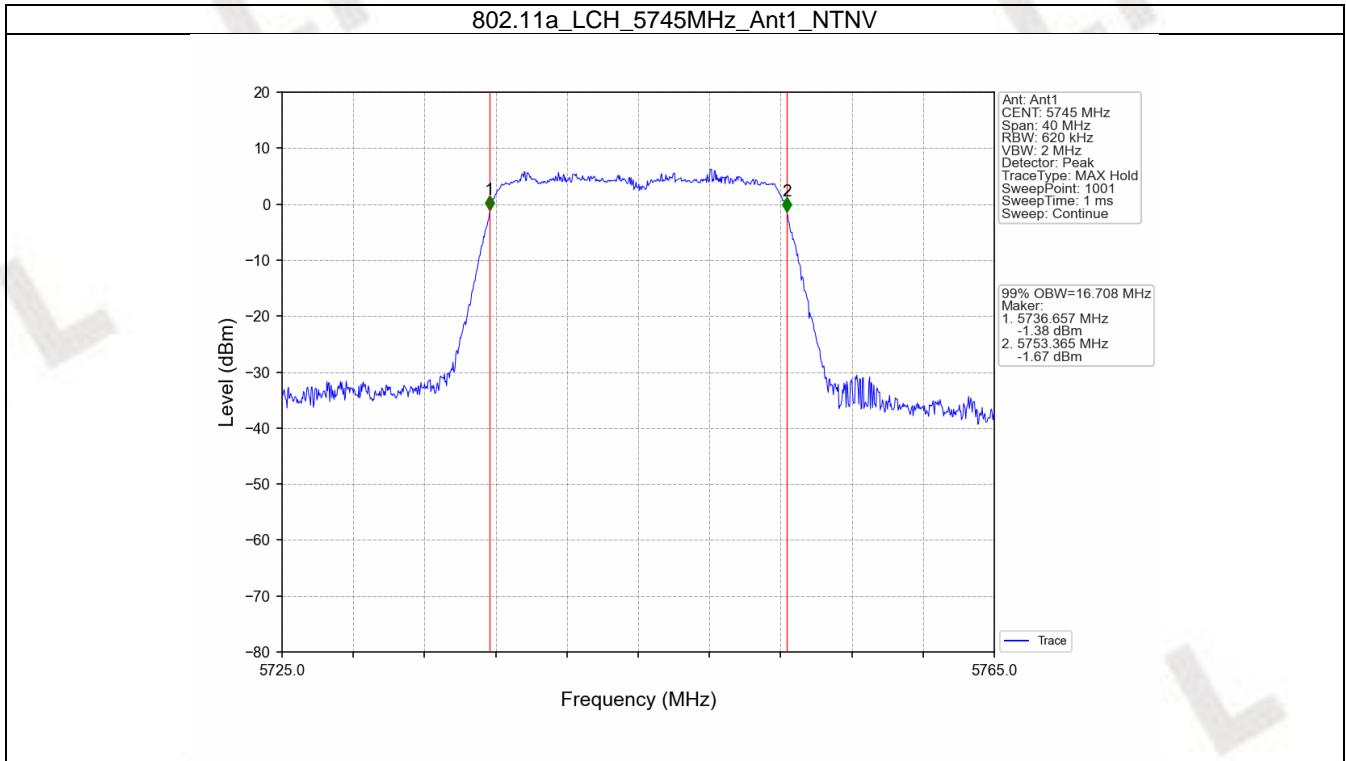 802.11a_LCH_5745MHz_Ant1_NTNV
20
10
0
−10
−20
−30
−40
−50
−60
−70
−80
Level (dBm)
5725.0
5765.0
Frequency (MHz)
1
2
Ant: Ant1
CENT: 5745 MHz
Span: 40 MHz
RBW: 620 kHz
VBW: 2 MHz
Detector: Peak
TraceType: MAX Hold
SweepPoint: 1001
SweepTime: 1 ms
Sweep: Continue
99% OBW=16.708 MHz
Maker:
1. 5736.657 MHz
-1.38 dBm
2. 5753.365 MHz
-1.67 dBm
Trace